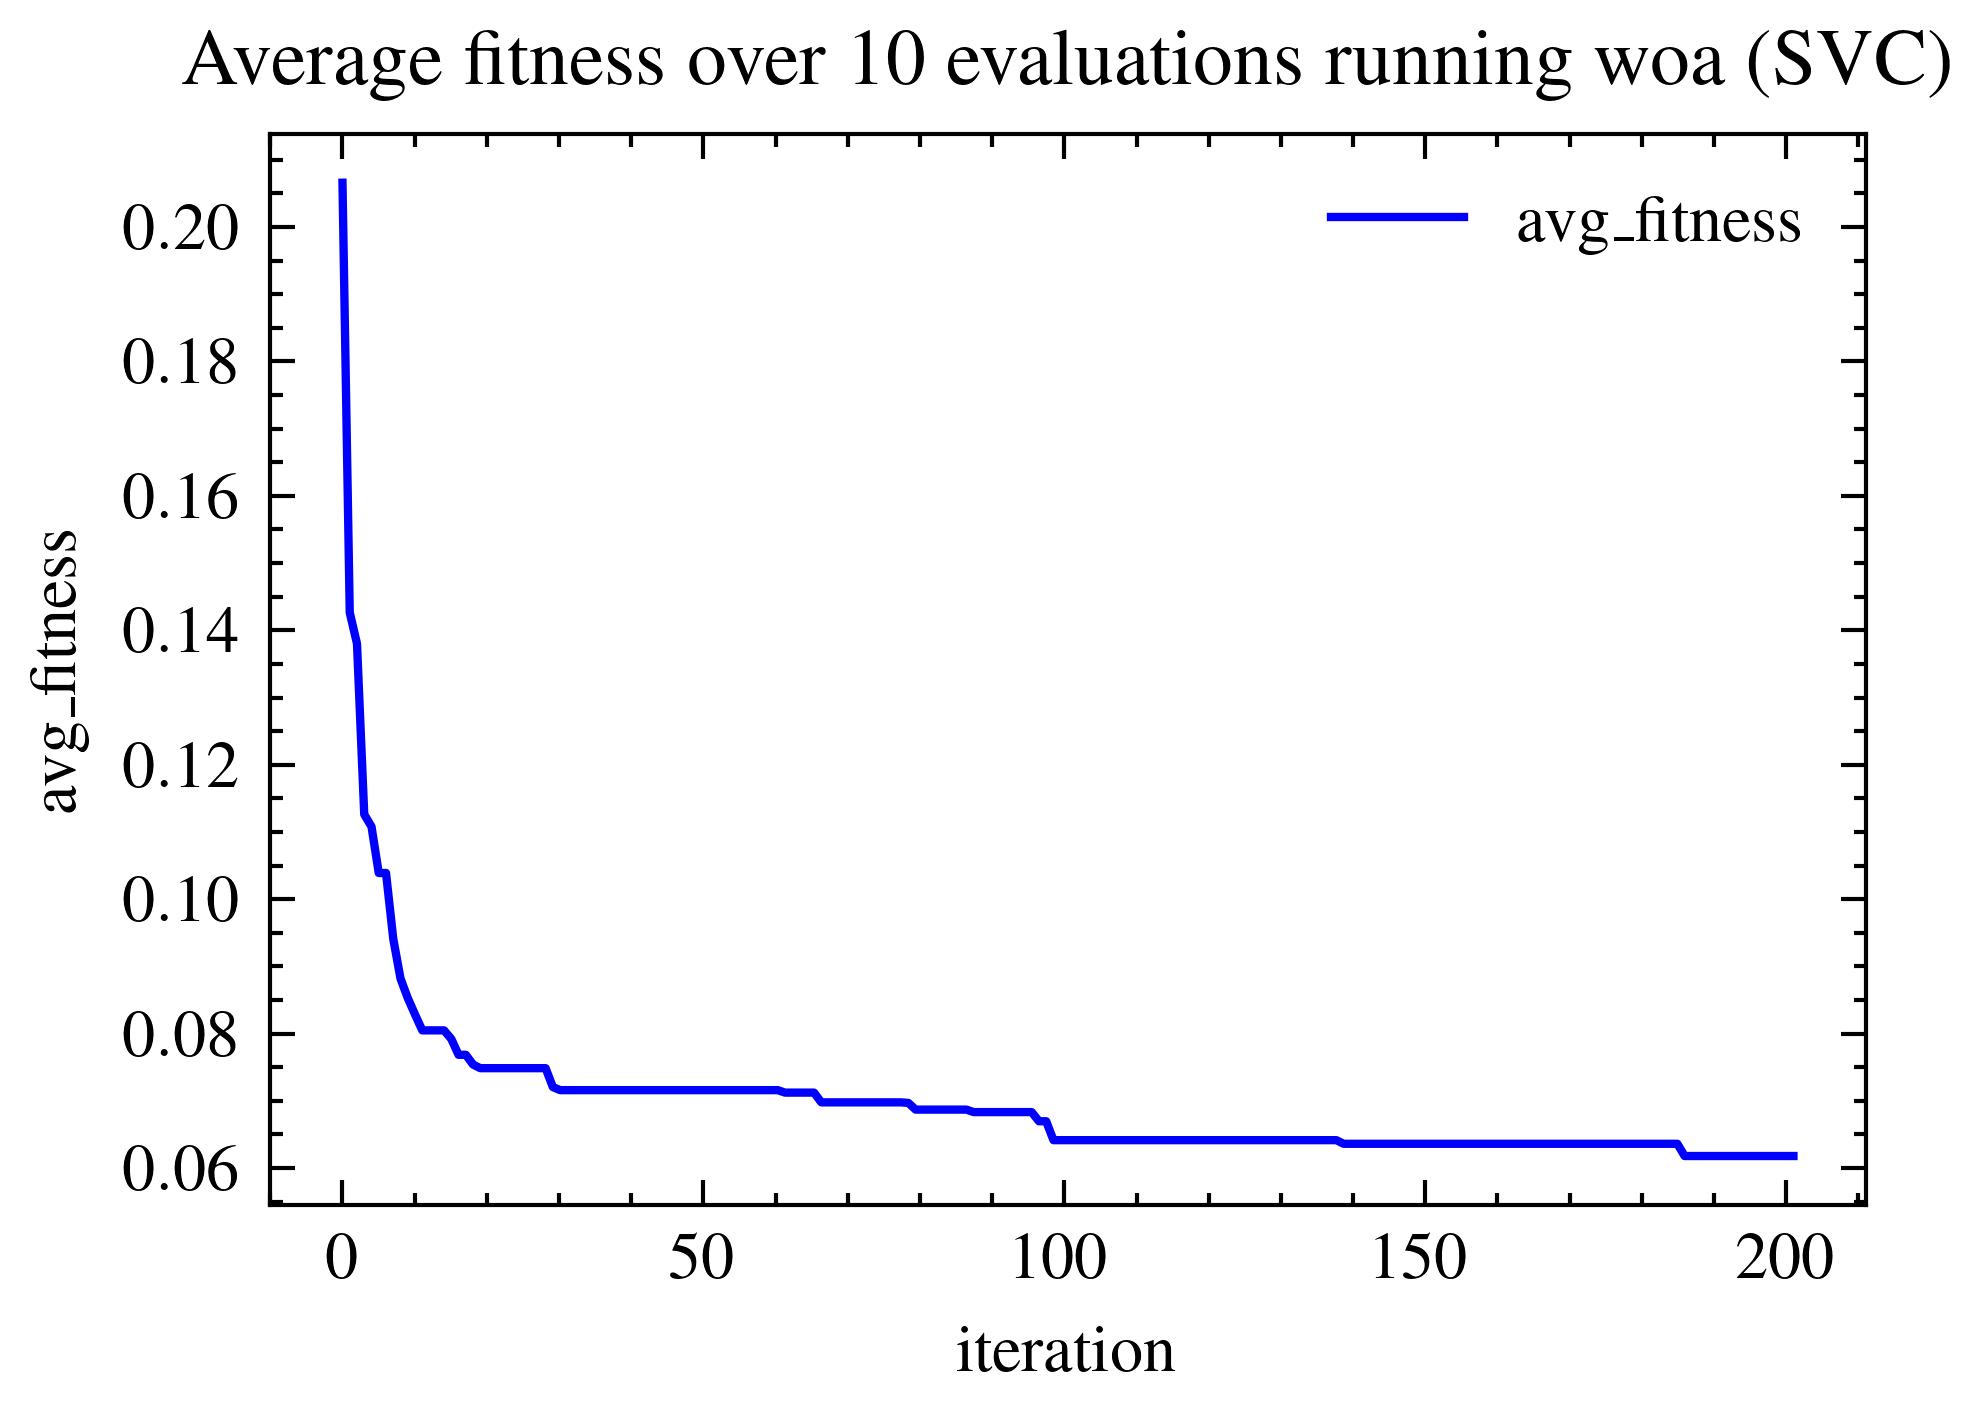 Average fitness over 10 evaluations running woa (SVC)
avg_fitness
0.20
0.18
0.16
0.14
0.12
0.10
0.08
0.06
avg_fitness
0 50 100 150 200
iteration